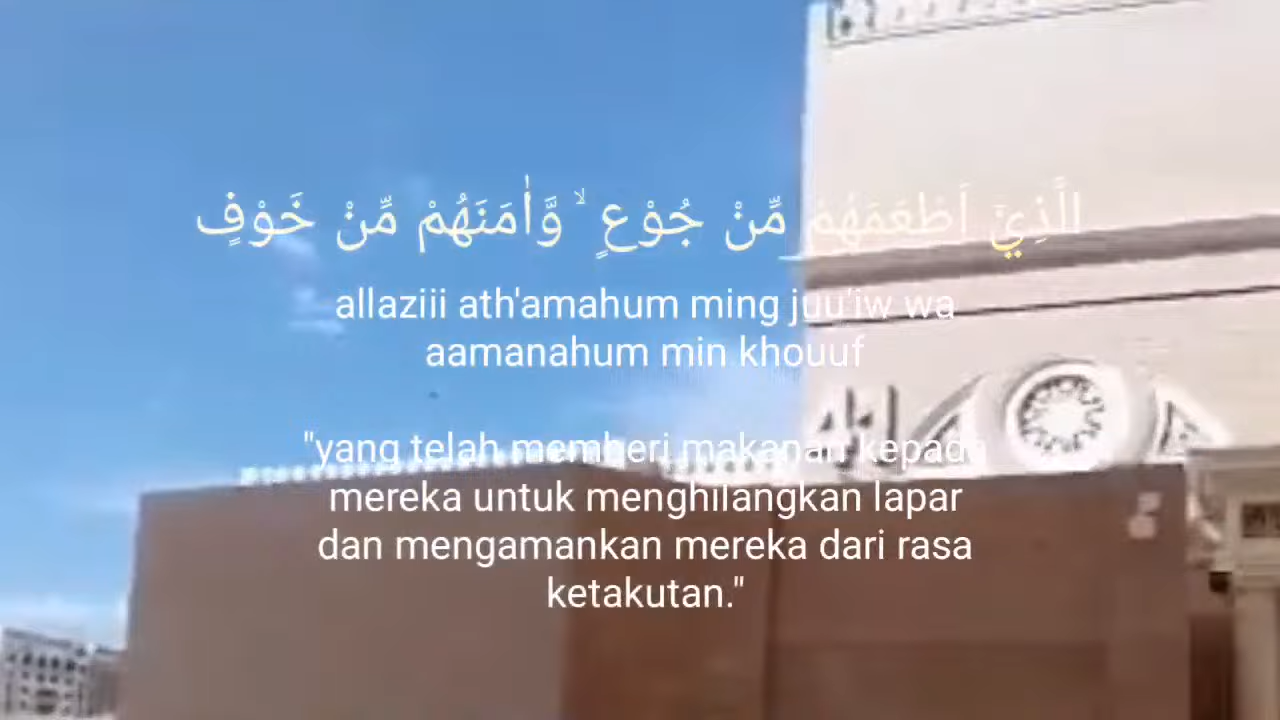 الَّذِيْٓ اَطْعَمَهُمْ مِّنْ جُوْعٍ ۙ وَّاٰمَنَهُمْ مِّنْ خَوْفٍ
allaziii ath'amahum ming juu'iw wa
aamanahum min khouuf
"yang telah memberi makanan kepada
mereka untuk menghilangkan lapar
dan mengamankan mereka dari rasa
ketakutan."